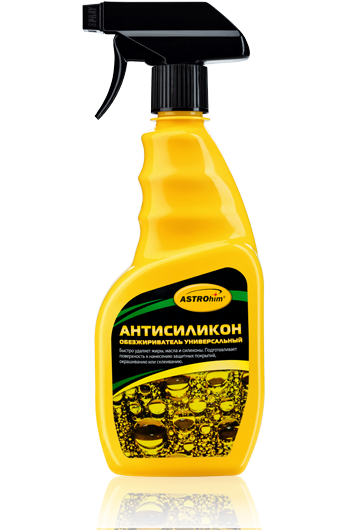 ASTROhim®
АНТИСИЛИКОН
ОБЕЗЖИРИВАТЕЛЬ УНИВЕРСАЛЬНЫЙ
Быстро удаляет жиры, масла и силиконы. Подготавливает
поверхность к нанесению защитных покрытий,
окрашиванию или склеиванию.